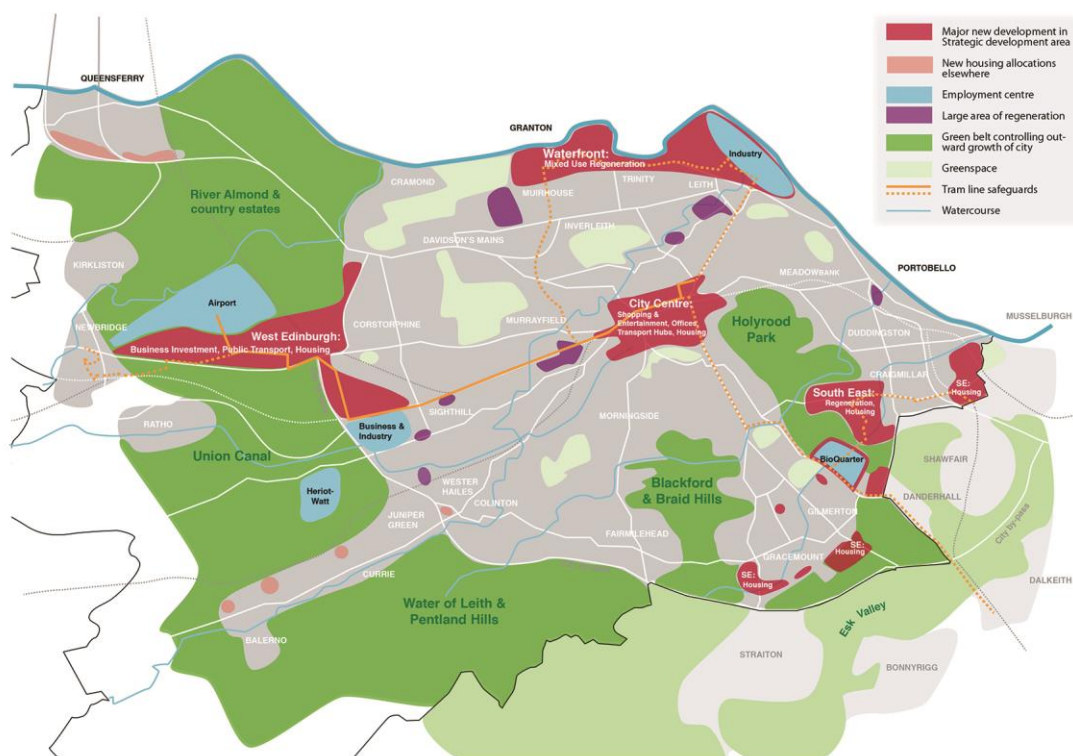 Major new development in
Strategic development area
New housing allocations
elsewhere
Employment centre
Large area of regeneration
Green belt controlling out-
ward growth of city
Greenspace
Tram line safeguards
Watercourse
QUEENSFERRY
GRANTON
Waterfront:
Mixed Use Regeneration
Industry
CRAMOND
MUIRHOUSE
TRINITY
LEITH
River Almond &
country estates
INVERLEITH
DAVIDSON'S MAINS
KIRKLISTON
MEADOWBANK
PORTOBELLO
Airport
City Centre:
Shopping &
Entertainment, Offices,
Transport Hubs, Housing
MUSSELBURGH
NEWBRIDGE
West Edinburgh:
Business Investment, Public Transport, Housing
CORSTORPHINE
MURRAYFIELD
Holyrood
Park
DUDDINGSTON
CRAIGMILLAR
SE:
Housing
South East:
Regeneration,
Housing
SIGHTHILL
MORNINGSIDE
RATHO
Business &
Industry
Union Canal
BioQuarter
SHAWFAIR
Heriot-
Watt
WESTER
HAILES
COLINTON
Blackford
& Braid Hills
DANDERHALL
GILMERTON
JUNIPER
GREEN
FAIRMILEHEAD
City by-pass
SE:
Housing
GRACEMOUNT
CURRIE
SE:
Housing
DALKEITH
Water of Leith &
Pentland Hills
Esk Valley
BALERNO
STRAITON
BONNYRIGG